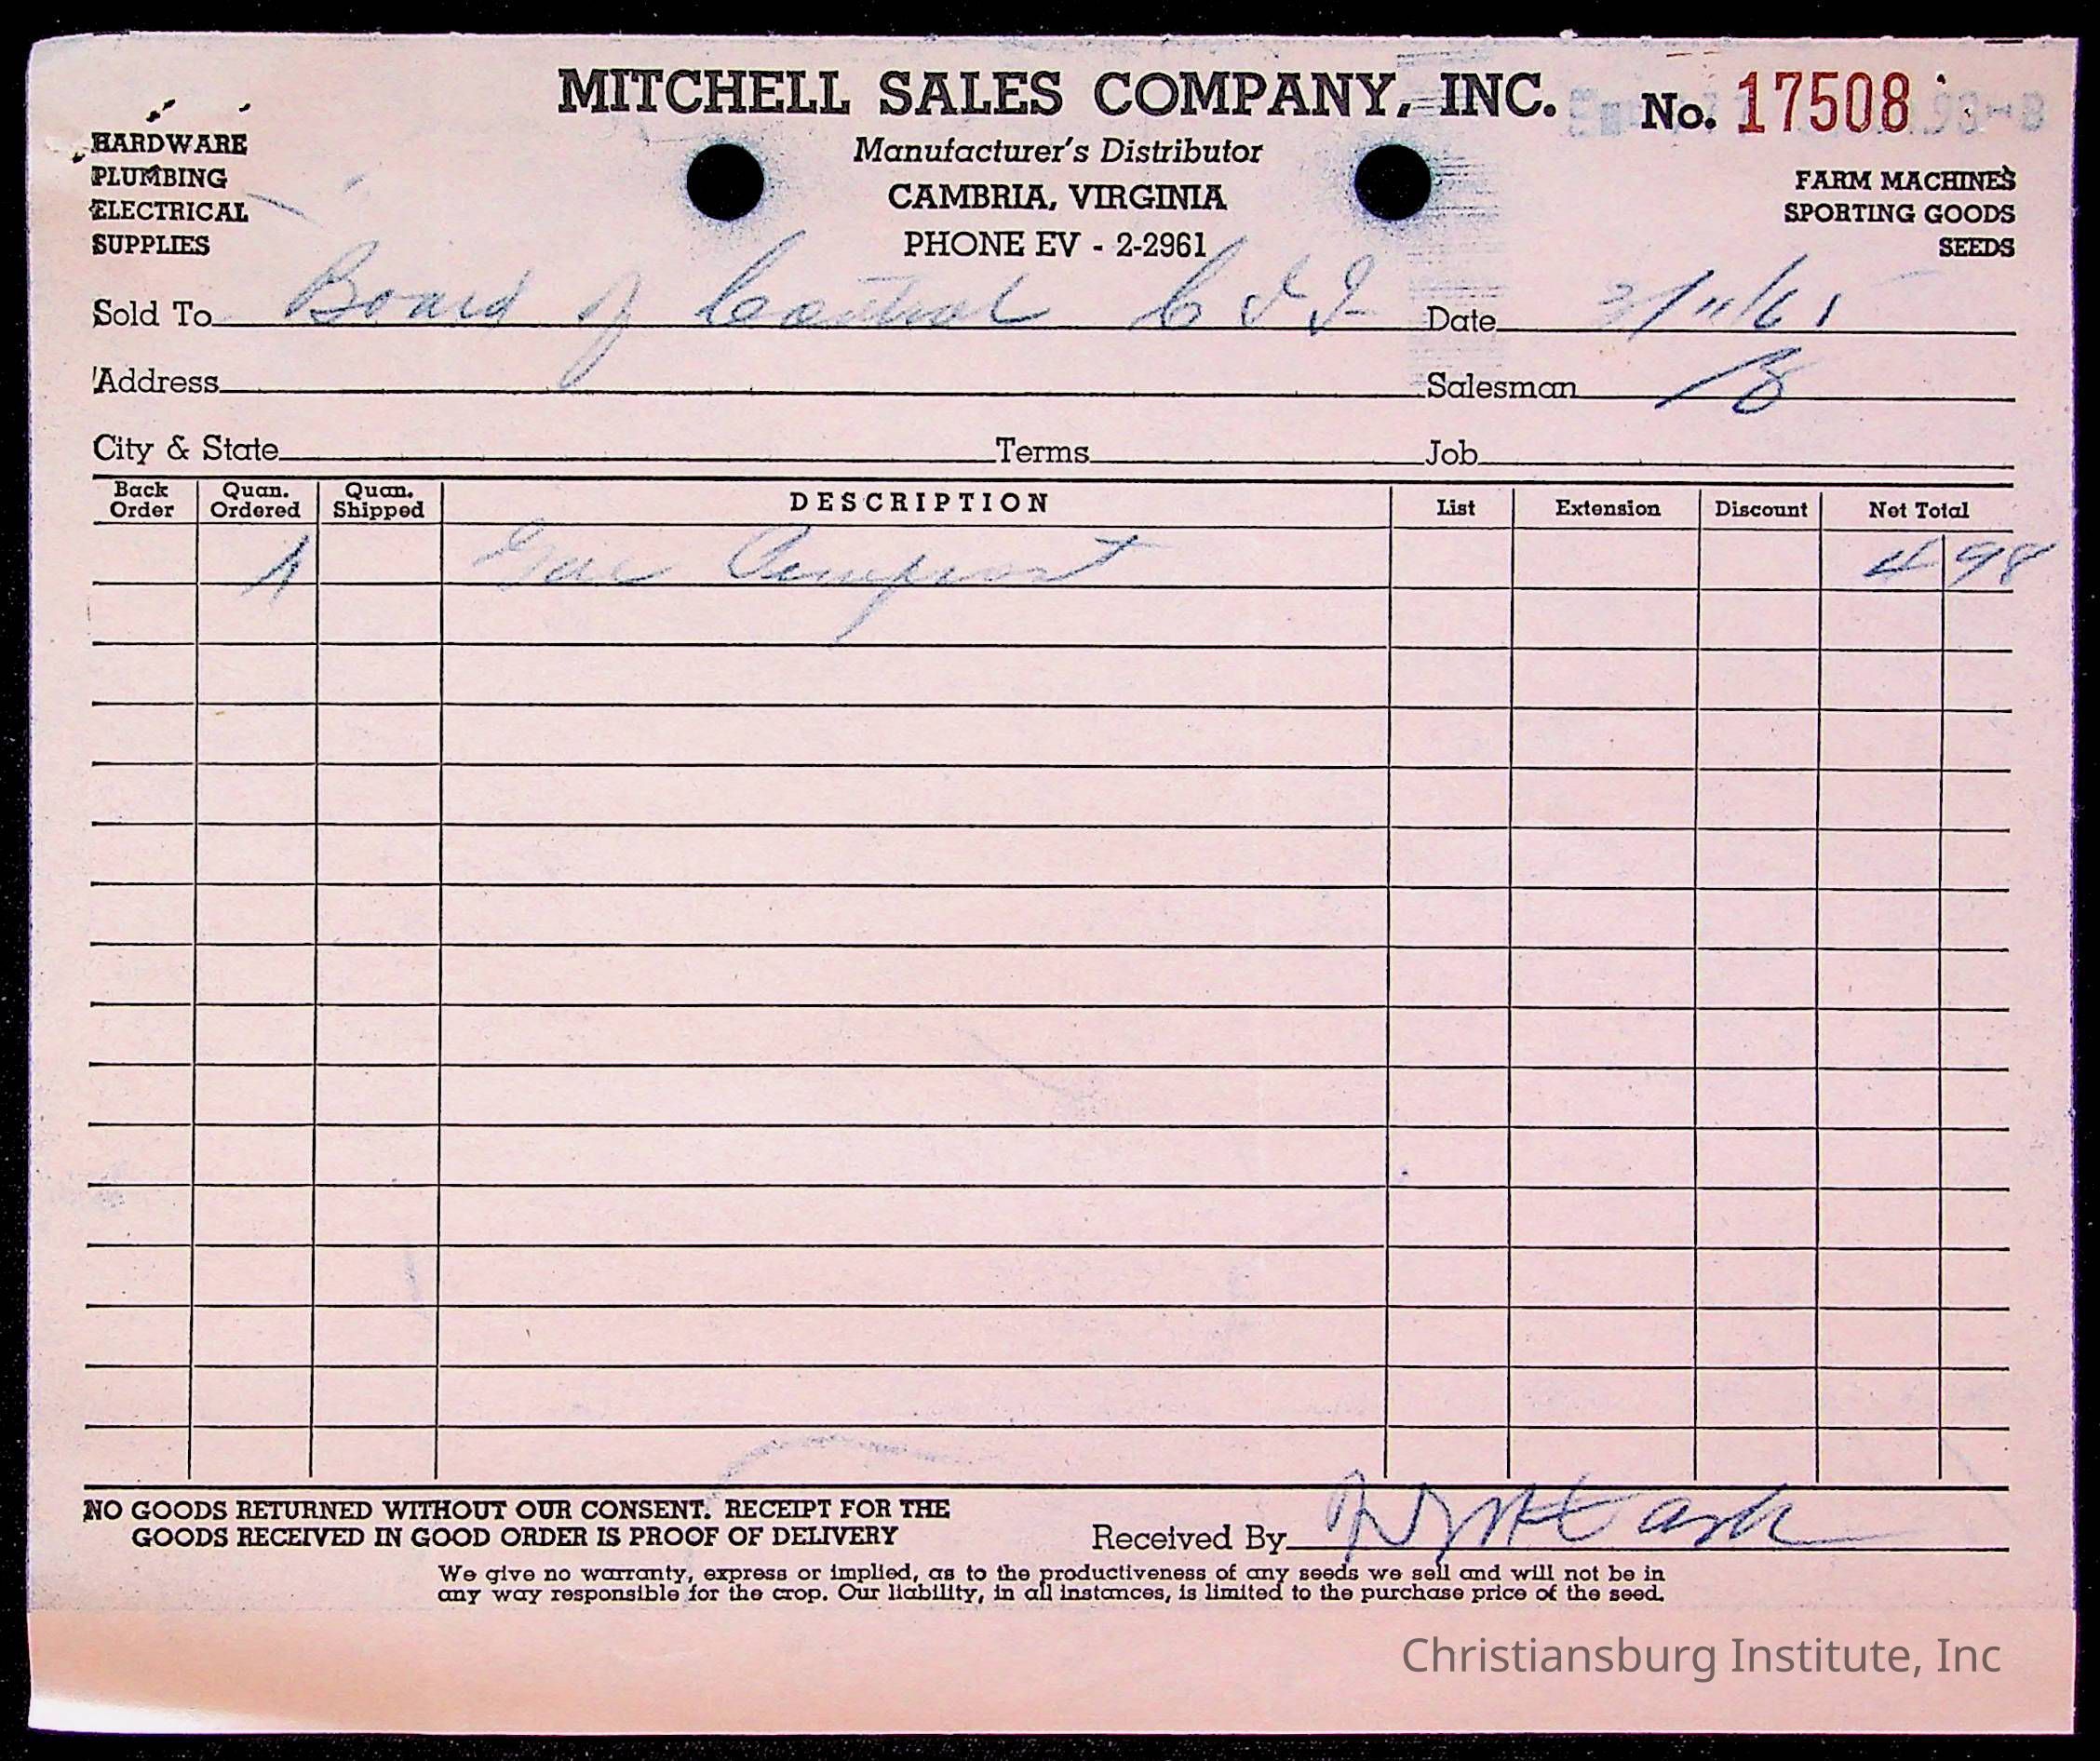 MITCHELL SALES COMPANY, INC.
No. 17508
HARDWARE
PLUMBING
ELECTRICAL
SUPPLIES
Manufacturer's Distributor
CAMBRIA, VIRGINIA
PHONE EV - 2-2961
FARM MACHINES
SPORTING GOODS
SEEDS
Sold To Board of Control C I I Date 3/11/61
Address Salesman B
City & State Terms Job
Back Order Quan. Ordered Quan. Shipped DESCRIPTION List Extension Discount Net Total
4 98
NO GOODS RETURNED WITHOUT OUR CONSENT. RECEIPT FOR THE
GOODS RECEIVED IN GOOD ORDER IS PROOF OF DELIVERY
Received By
We give no warranty, express or implied, as to the productiveness of any seeds we sell and will not be in
any way responsible for the crop. Our liability, in all instances, is limited to the purchase price of the seed.
Christiansburg Institute, Inc